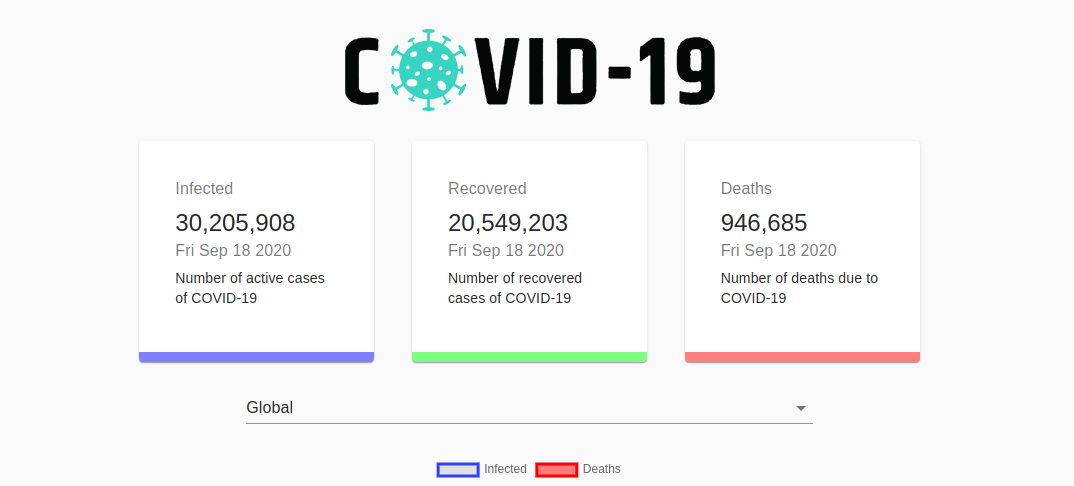 COVID-19
Infected
30,205,908
Fri Sep 18 2020
Number of active cases
of COVID-19
Recovered
20,549,203
Fri Sep 18 2020
Number of recovered
cases of COVID-19
Deaths
946,685
Fri Sep 18 2020
Number of deaths due to
COVID-19
Global
Infected Deaths